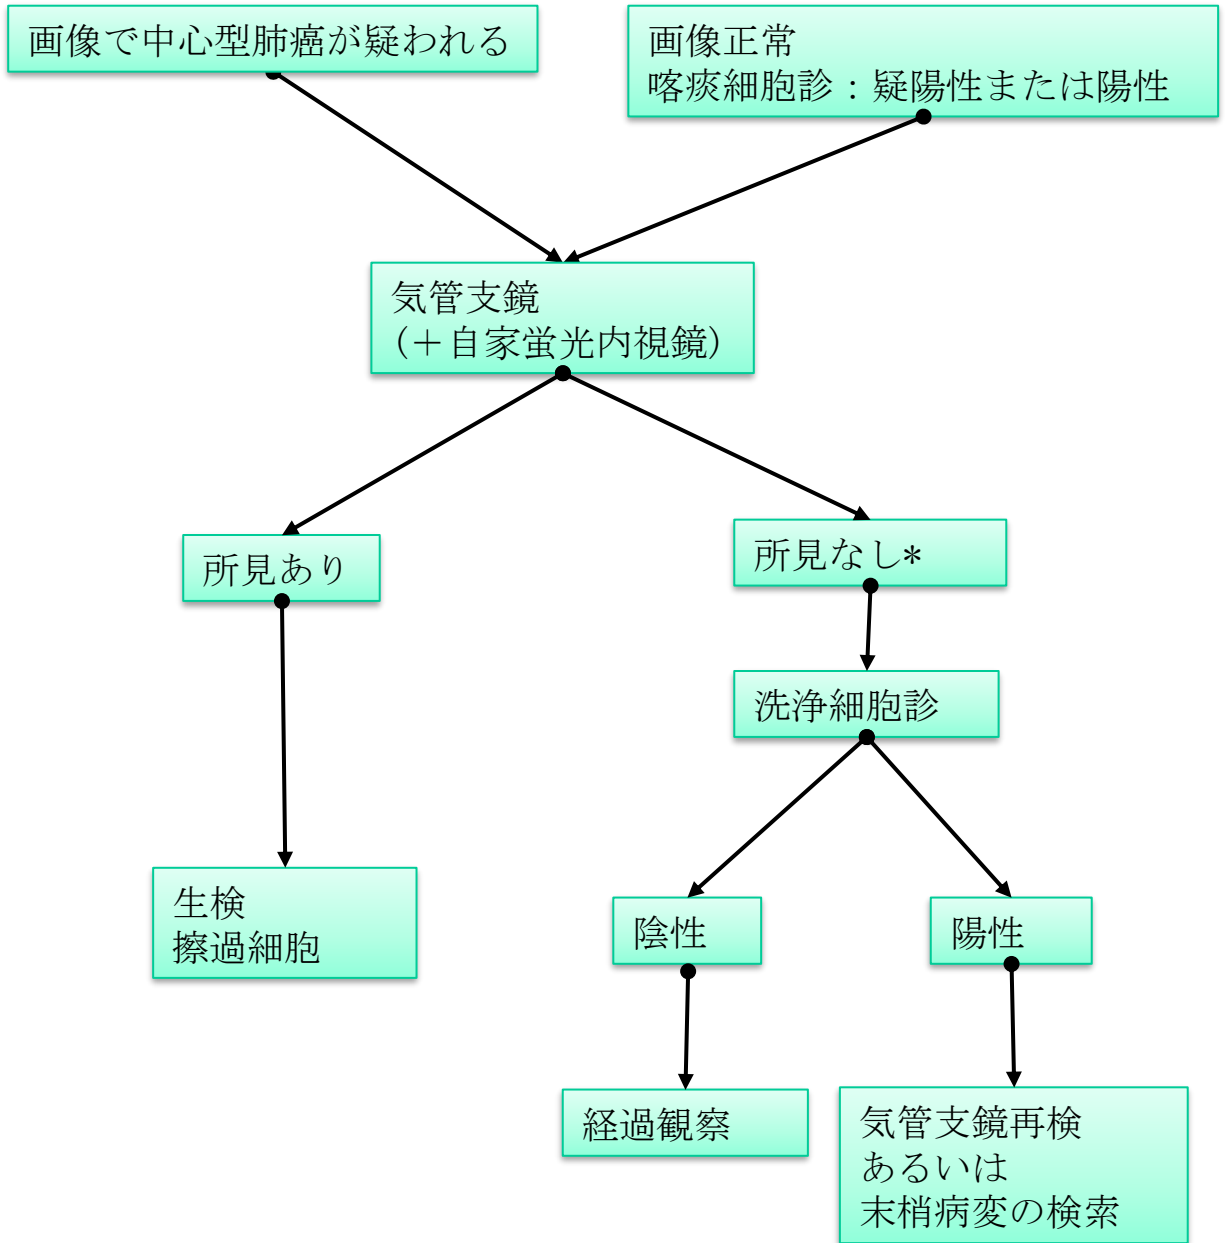 画像で中心型肺癌が疑われる
画像正常
喀痰細胞診：疑陽性または陽性
気管支鏡
（＋自家蛍光内視鏡）
所見あり
所見なし*
洗浄細胞診
生検
擦過細胞
陰性
陽性
経過観察
気管支鏡再検
あるいは
末梢病変の検索